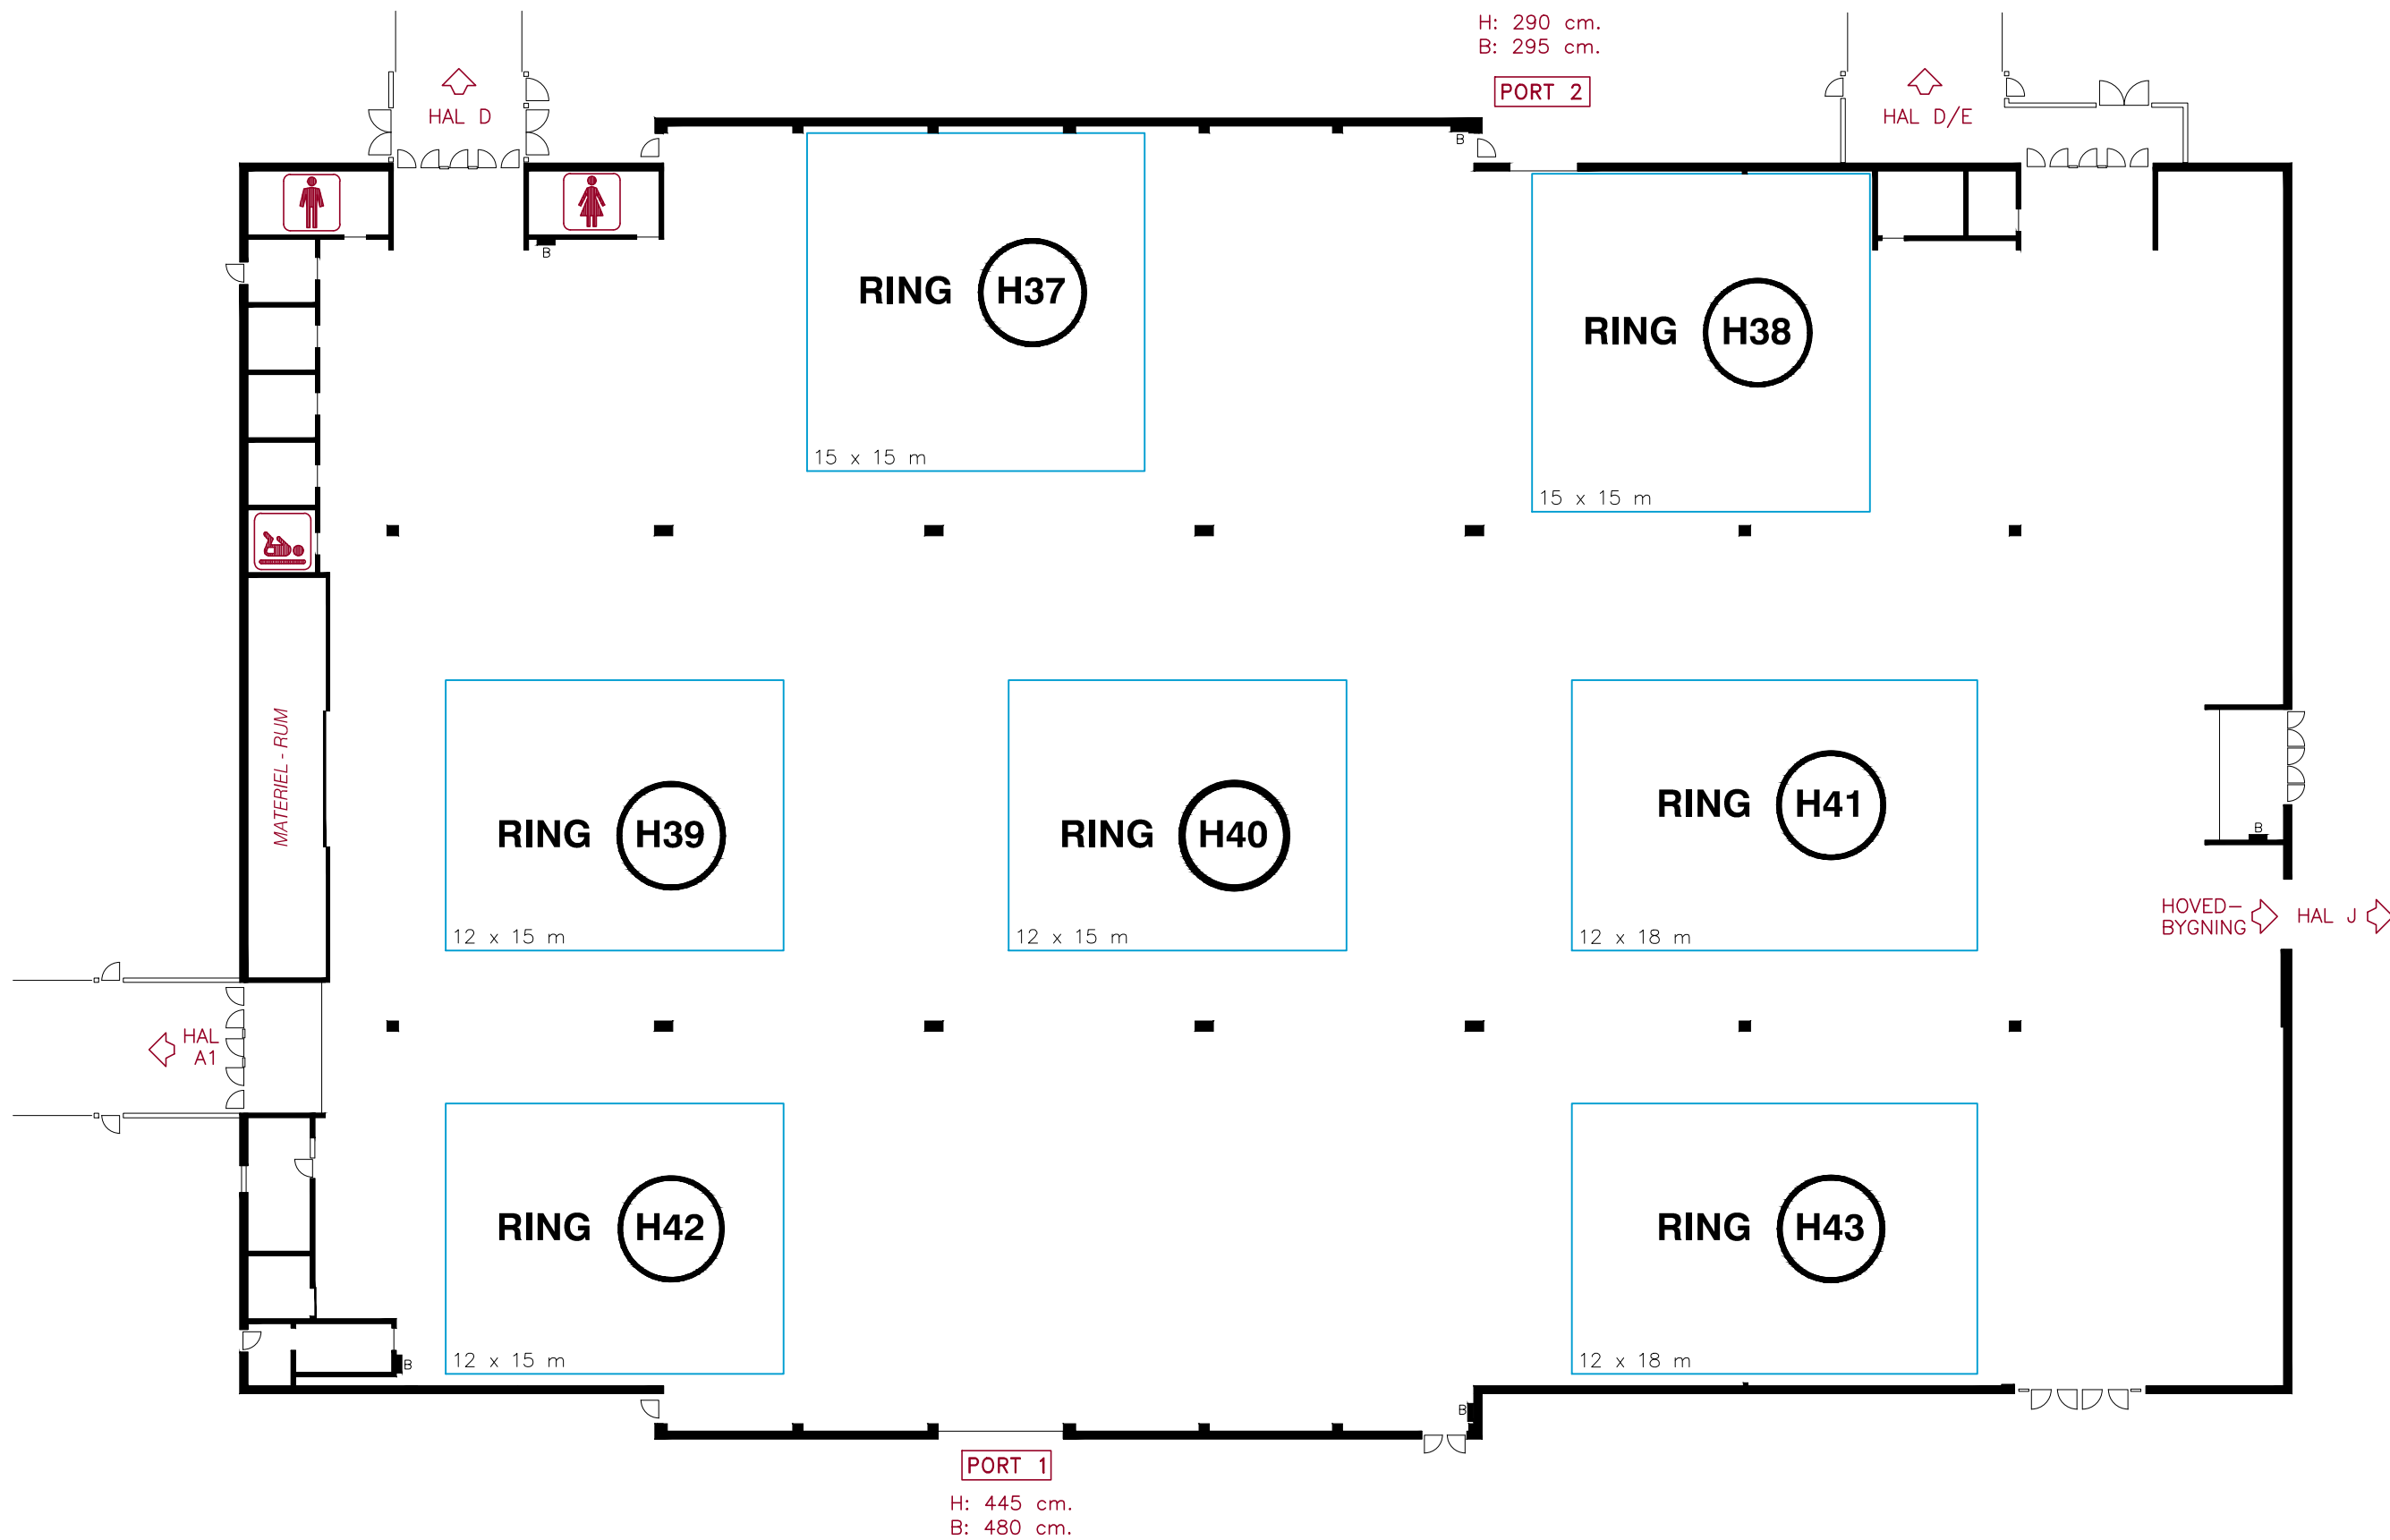 H: 290 cm.
B: 295 cm.
PORT 2
HAL D
HAL D/E
B
B
RING H37
15 x 15 m
RING H38
15 x 15 m
MATERIEL - RUM
RING H39
12 x 15 m
RING H40
12 x 15 m
RING H41
12 x 18 m
B
HOVED-
BYGNING
HAL J
HAL
A1
RING H42
12 x 15 m
B
RING H43
12 x 18 m
B
PORT 1
H: 445 cm.
B: 480 cm.